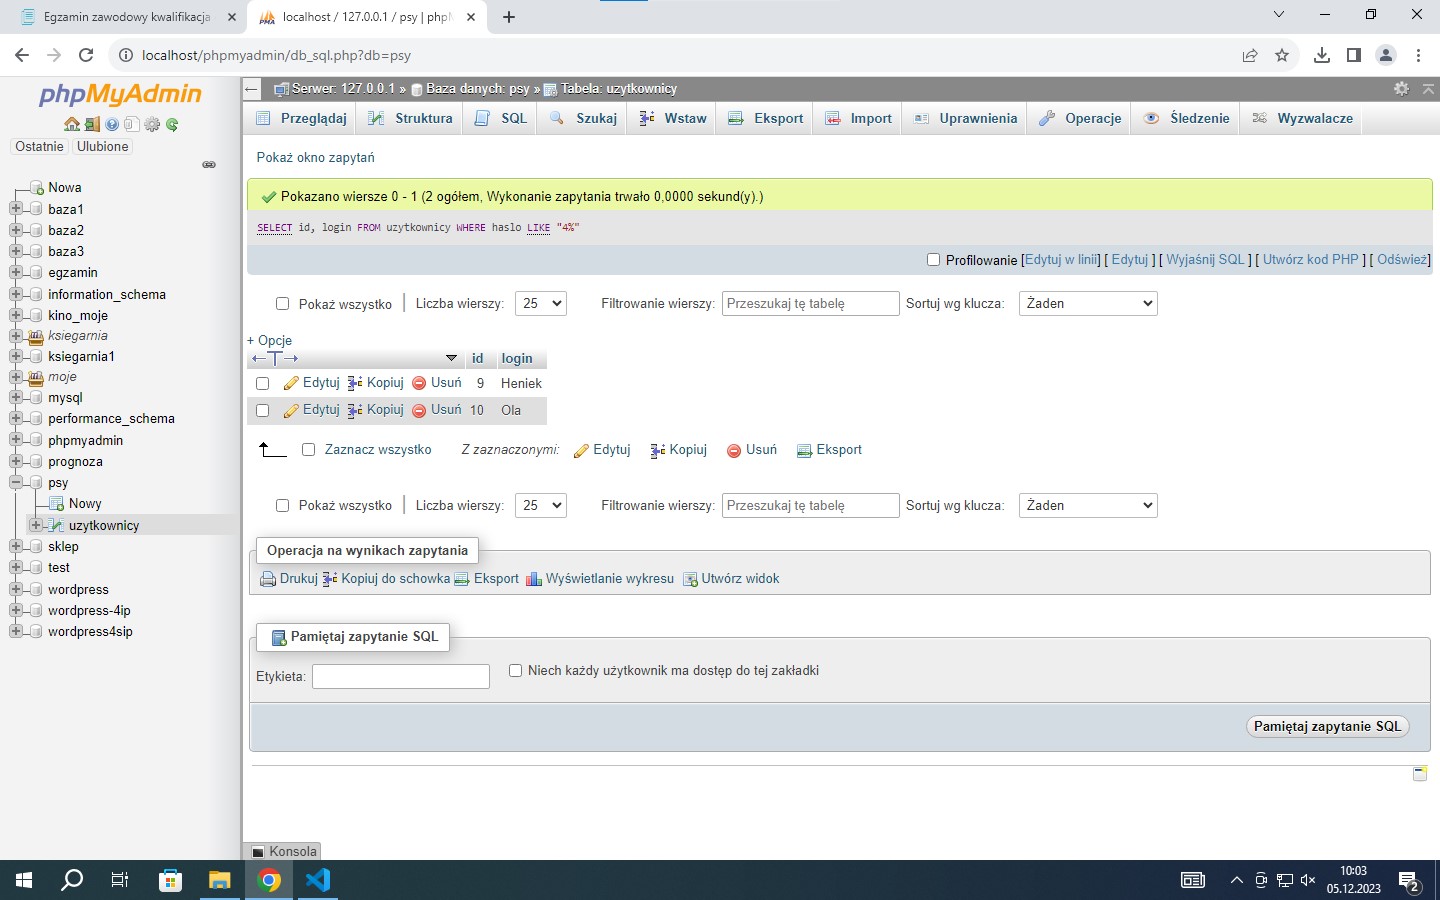 Egzamin zawodowy kwalifikacja
localhost / 127.0.0.1 / psy | phpM
localhost/phpmyadmin/db_sql.php?db=psy
phpMyAdmin
Ostatnie Ulubione
Nowa
baza1
baza2
baza3
egzamin
information_schema
kino_moje
ksiegarnia
ksiegarnia1
moje
mysql
performance_schema
phpmyadmin
prognoza
psy
Nowy
uzytkownicy
sklep
test
wordpress
wordpress-4ip
wordpress4sip
Serwer: 127.0.0.1 » Baza danych: psy » Tabela: uzytkownicy
Przeglądaj Struktura SQL Szukaj Wstaw Eksport Import Uprawnienia Operacje Śledzenie Wyzwalacze
Pokaż okno zapytań
Pokazano wiersze 0 - 1 (2 ogółem, Wykonanie zapytania trwało 0,0000 sekund(y).)
SELECT id, login FROM uzytkownicy WHERE haslo LIKE "4%"
Profilowanie [Edytuj w linii] [ Edytuj ] [ Wyjaśnij SQL ] [ Utwórz kod PHP ] [ Odśwież]
Pokaż wszystko | Liczba wierszy: 25 Filtrowanie wierszy: Przeszukaj tę tabelę Sortuj wg klucza: Żaden
+ Opcje
←T→ id login
Edytuj Kopiuj Usuń 9 Heniek
Edytuj Kopiuj Usuń 10 Ola
Zaznacz wszystko Z zaznaczonymi: Edytuj Kopiuj Usuń Eksport
Pokaż wszystko | Liczba wierszy: 25 Filtrowanie wierszy: Przeszukaj tę tabelę Sortuj wg klucza: Żaden
Operacja na wynikach zapytania
Drukuj Kopiuj do schowka Eksport Wyświetlanie wykresu Utwórz widok
Pamiętaj zapytanie SQL
Etykieta: Niech każdy użytkownik ma dostęp do tej zakładki
Pamiętaj zapytanie SQL
Konsola
10:03
05.12.2023
2